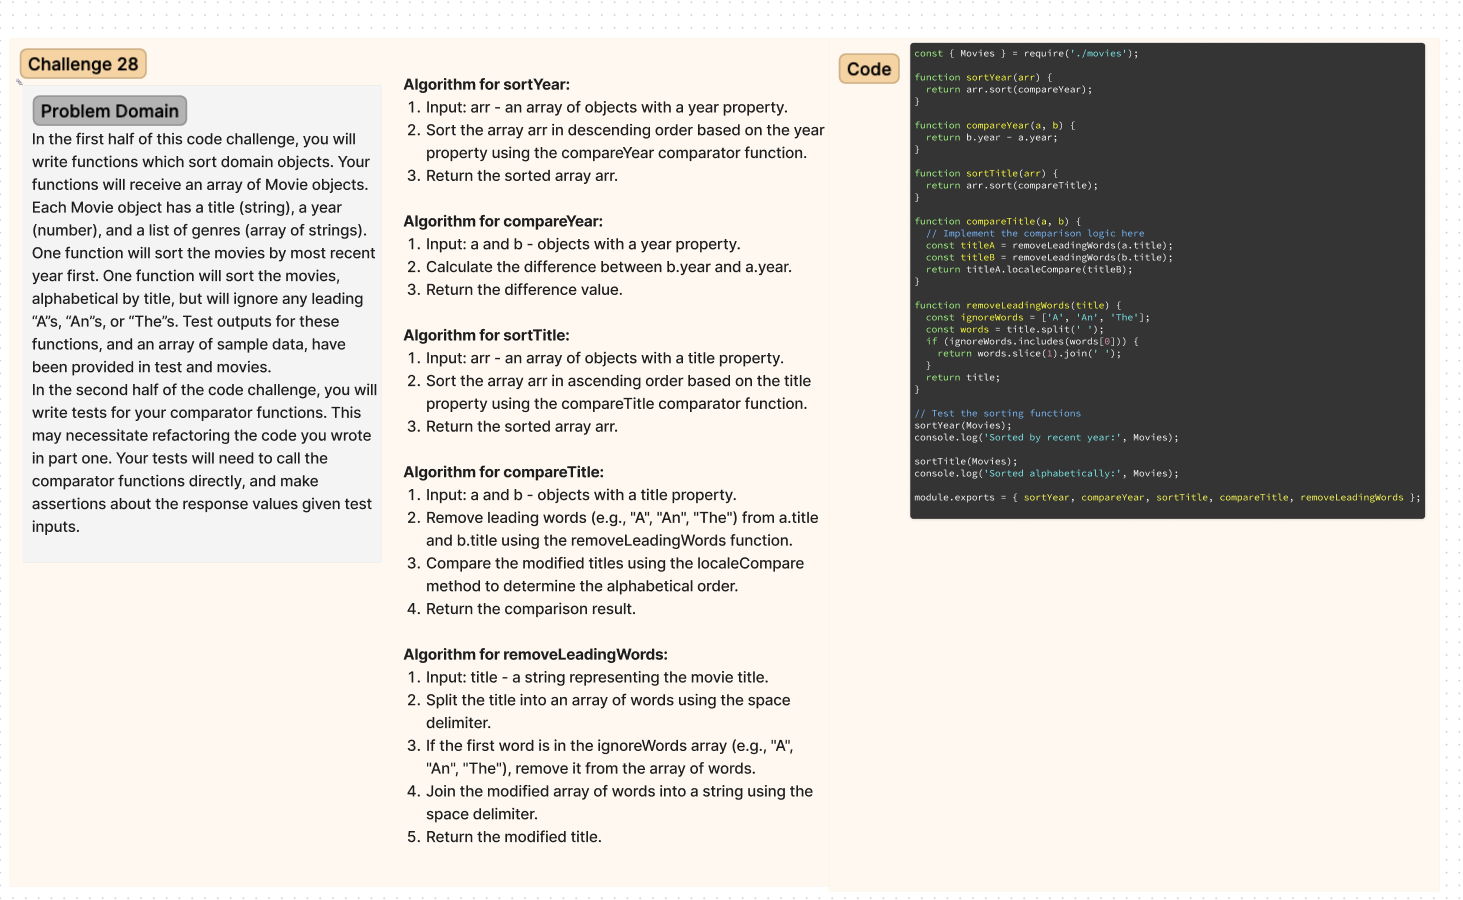 Challenge 28
Problem Domain
In the first half of this code challenge, you will
write functions which sort domain objects. Your
functions will receive an array of Movie objects.
Each Movie object has a title (string), a year
(number), and a list of genres (array of strings).
One function will sort the movies by most recent
year first. One function will sort the movies,
alphabetical by title, but will ignore any leading
“A”s, “An”s, or “The”s. Test outputs for these
functions, and an array of sample data, have
been provided in test and movies.
In the second half of the code challenge, you will
write tests for your comparator functions. This
may necessitate refactoring the code you wrote
in part one. Your tests will need to call the
comparator functions directly, and make
assertions about the response values given test
inputs.
Algorithm for sortYear:
1. Input: arr - an array of objects with a year property.
2. Sort the array arr in descending order based on the year
property using the compareYear comparator function.
3. Return the sorted array arr.
Algorithm for compareYear:
1. Input: a and b - objects with a year property.
2. Calculate the difference between b.year and a.year.
3. Return the difference value.
Algorithm for sortTitle:
1. Input: arr - an array of objects with a title property.
2. Sort the array arr in ascending order based on the title
property using the compareTitle comparator function.
3. Return the sorted array arr.
Algorithm for compareTitle:
1. Input: a and b - objects with a title property.
2. Remove leading words (e.g., "A", "An", "The") from a.title
and b.title using the removeLeadingWords function.
3. Compare the modified titles using the localeCompare
method to determine the alphabetical order.
4. Return the comparison result.
Algorithm for removeLeadingWords:
1. Input: title - a string representing the movie title.
2. Split the title into an array of words using the space
delimiter.
3. If the first word is in the ignoreWords array (e.g., "A",
"An", "The"), remove it from the array of words.
4. Join the modified array of words into a string using the
space delimiter.
5. Return the modified title.
Code
const { Movies } = require('./movies');
function sortYear(arr) {
return arr.sort(compareYear);
}
function compareYear(a, b) {
return b.year - a.year;
}
function sortTitle(arr) {
return arr.sort(compareTitle);
}
function compareTitle(a, b) {
// Implement the comparison logic here
const titleA = removeLeadingWords(a.title);
const titleB = removeLeadingWords(b.title);
return titleA.localeCompare(titleB);
}
function removeLeadingWords(title) {
const ignoreWords = ['A', 'An', 'The'];
const words = title.split(' ');
if (ignoreWords.includes(words[0])) {
return words.slice(1).join(' ');
}
return title;
}
// Test the sorting functions
sortYear(Movies);
console.log('Sorted by recent year:', Movies);
sortTitle(Movies);
console.log('Sorted alphabetically:', Movies);
module.exports = { sortYear, compareYear, sortTitle, compareTitle, removeLeadingWords };